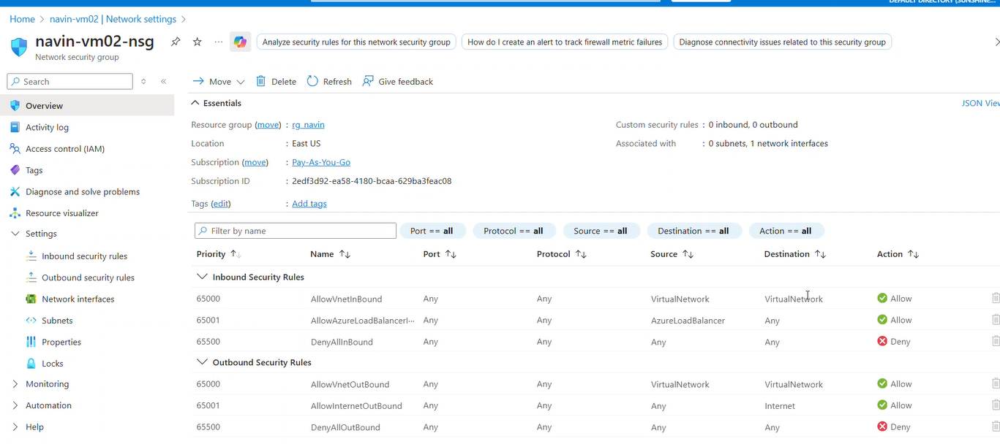 DEFAULT DIRECTORY (SUNSHINE...
Home > navin-vm02 | Network settings >
navin-vm02-nsg
Network security group
Analyze security rules for this network security group
How do I create an alert to track firewall metric failures
Diagnose connectivity issues related to this security group
Search
Move
Delete
Refresh
Give feedback
Overview
Activity log
Access control (IAM)
Tags
Diagnose and solve problems
Resource visualizer
Settings
Inbound security rules
Outbound security rules
Network interfaces
Subnets
Properties
Locks
Monitoring
Automation
Help
Essentials
JSON View
Resource group (move) : rg_navin
Location : East US
Subscription (move) : Pay-As-You-Go
Subscription ID : 2edf3d92-ea58-4180-bcaa-629ba3feac08
Tags (edit) : Add tags
Custom security rules : 0 inbound, 0 outbound
Associated with : 0 subnets, 1 network interfaces
Filter by name
Port == all
Protocol == all
Source == all
Destination == all
Action == all
Priority Name Port Protocol Source Destination Action
Inbound Security Rules
65000 AllowVnetInBound Any Any VirtualNetwork VirtualNetwork Allow
65001 AllowAzureLoadBalancerI... Any Any AzureLoadBalancer Any Allow
65500 DenyAllInBound Any Any Any Any Deny
Outbound Security Rules
65000 AllowVnetOutBound Any Any VirtualNetwork VirtualNetwork Allow
65001 AllowInternetOutBound Any Any Any Internet Allow
65500 DenyAllOutBound Any Any Any Any Deny